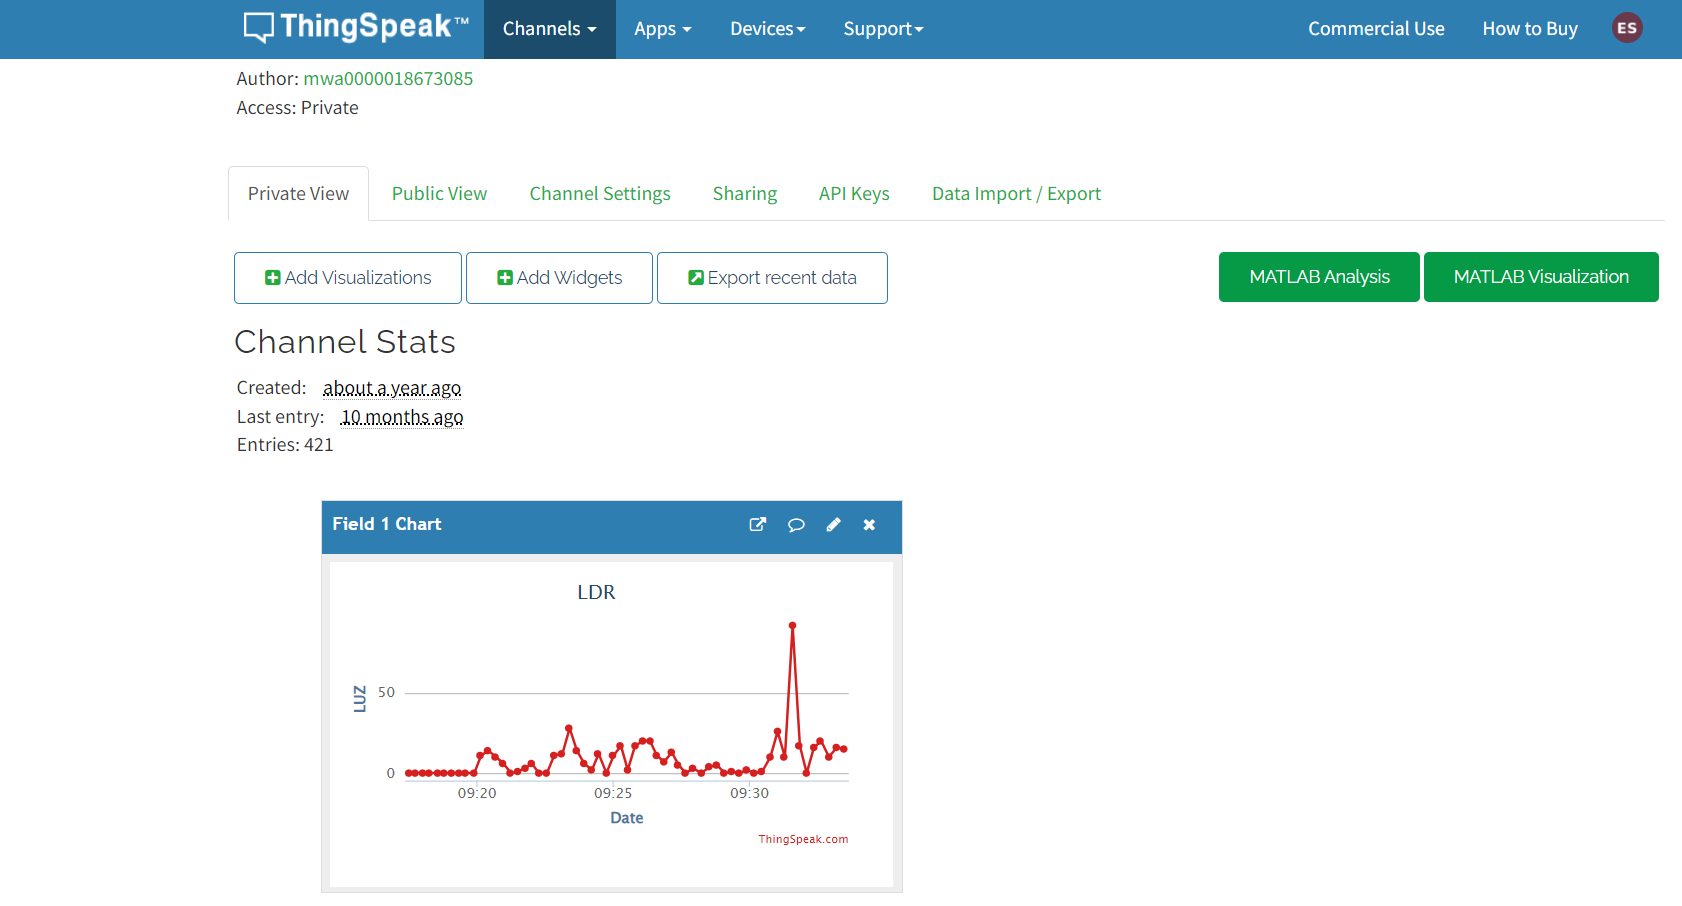 ThingSpeak™ Channels Apps Devices Support Commercial Use How to Buy ES
Author: mwa0000018673085
Access: Private
Private View Public View Channel Settings Sharing API Keys Data Import / Export
Add Visualizations Add Widgets Export recent data MATLAB Analysis MATLAB Visualization
Channel Stats
Created: about a year ago
Last entry: 10 months ago
Entries: 421
Field 1 Chart
LDR
LUZ
50
0
09:20 09:25 09:30
Date
ThingSpeak.com